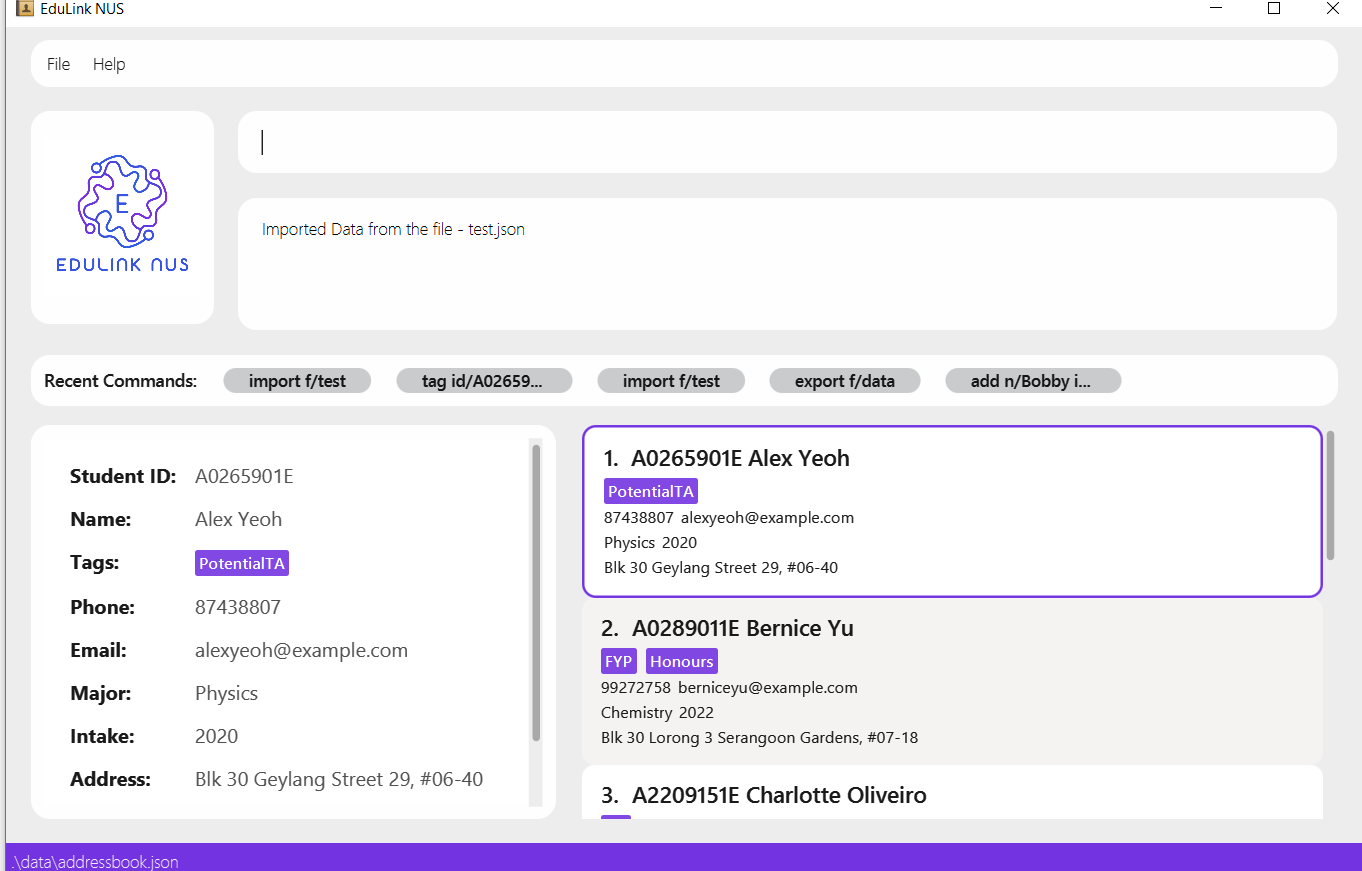 EduLink NUS
File Help
E
EDULINK NUS
Imported Data from the file - test.json
Recent Commands: import f/test tag id/A02659... import f/test export f/data add n/Bobby i...
Student ID: A0265901E
Name: Alex Yeoh
Tags: PotentialTA
Phone: 87438807
Email: alexyeoh@example.com
Major: Physics
Intake: 2020
Address: Blk 30 Geylang Street 29, #06-40
1. A0265901E Alex Yeoh
PotentialTA
87438807 alexyeoh@example.com
Physics 2020
Blk 30 Geylang Street 29, #06-40
2. A0289011E Bernice Yu
FYP Honours
99272758 berniceyu@example.com
Chemistry 2022
Blk 30 Lorong 3 Serangoon Gardens, #07-18
3. A2209151E Charlotte Oliveiro
.\data\addressbook.json